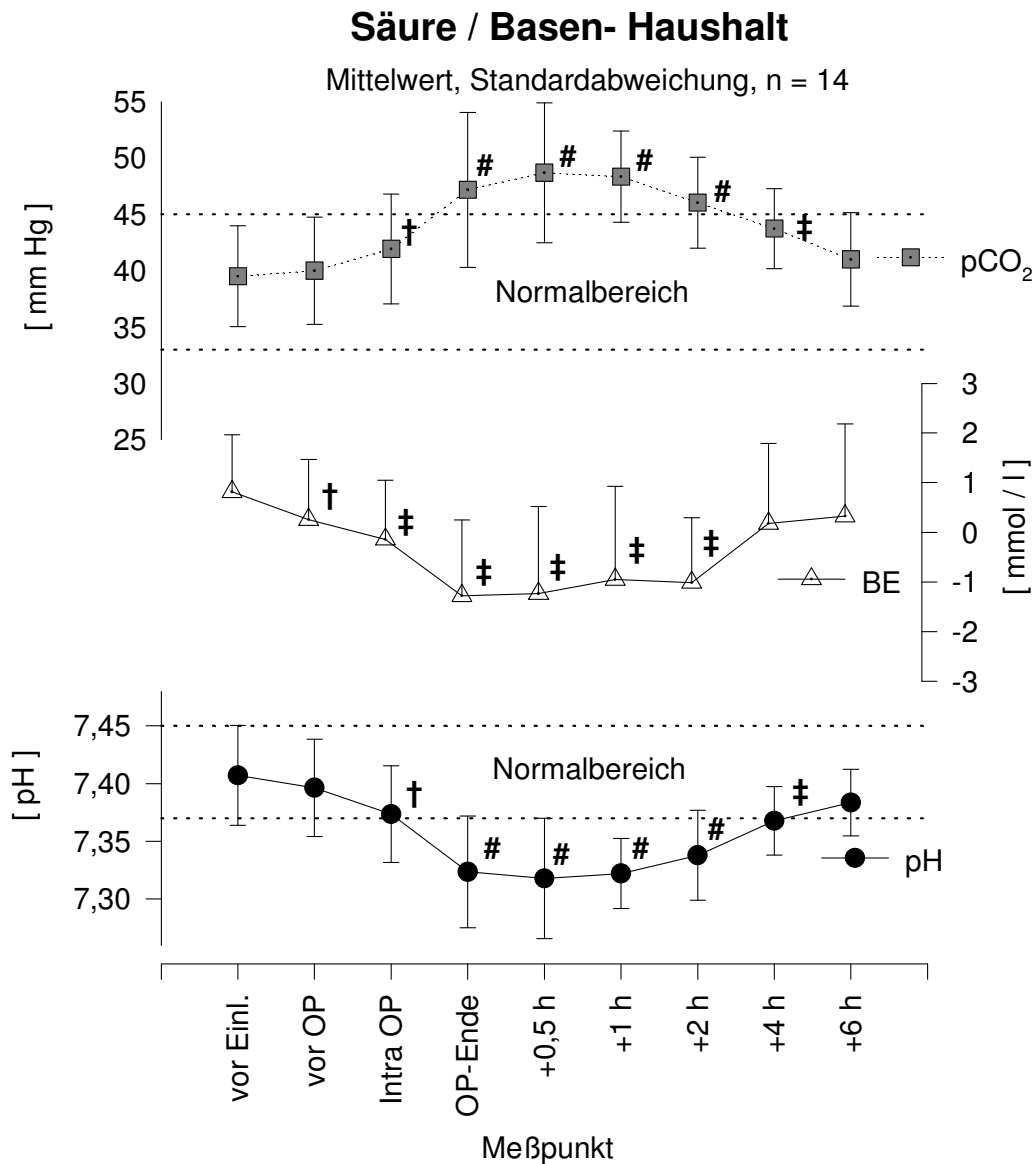 Säure / Basen- Haushalt
Mittelwert, Standardabweichung, n = 14
[ mm Hg ]
55
50
45
40
35
30
25
# # # #
† ‡
Normalbereich
pCO₂
3
2
1
0
-1
-2
-3
[ mmol / l ]
† ‡ ‡ ‡ ‡ ‡
BE
[ pH ]
7,45
7,40
7,35
7,30
Normalbereich
† ‡
# # # #
pH
vor Einl.
vor OP
Intra OP
OP-Ende
+0,5 h
+1 h
+2 h
+4 h
+6 h
Meßpunkt